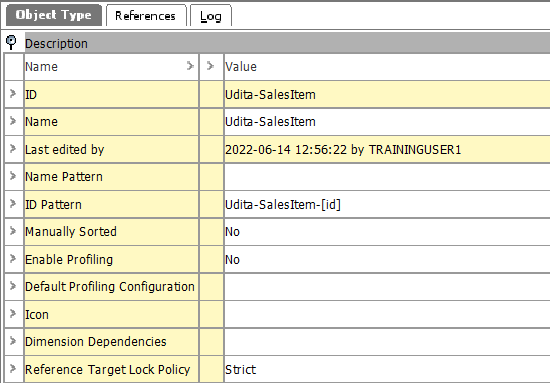 Object Type References Log
Description
Name Value
ID Udita-SalesItem
Name Udita-SalesItem
Last edited by 2022-06-14 12:56:22 by TRAININGUSER1
Name Pattern
ID Pattern Udita-SalesItem-[id]
Manually Sorted No
Enable Profiling No
Default Profiling Configuration
Icon
Dimension Dependencies
Reference Target Lock Policy Strict